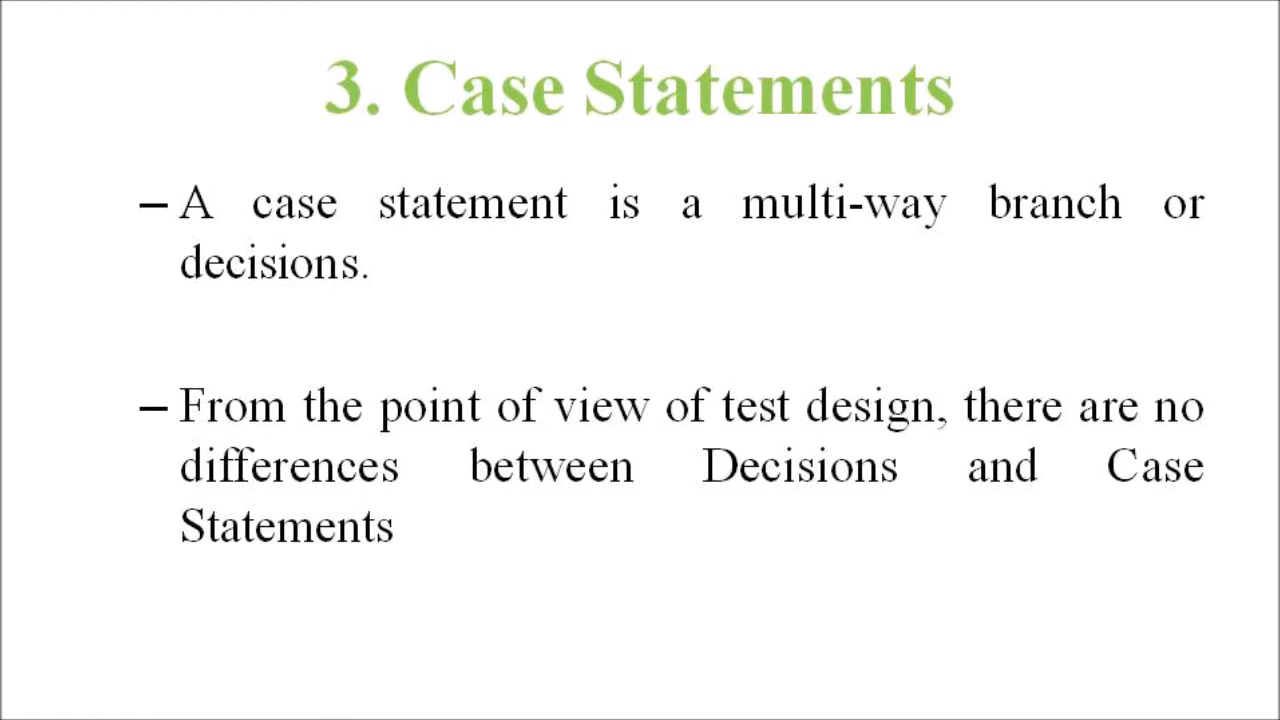 3. Case Statements
– A case statement is a multi-way branch or
decisions.
– From the point of view of test design, there are no
differences between Decisions and Case
Statements